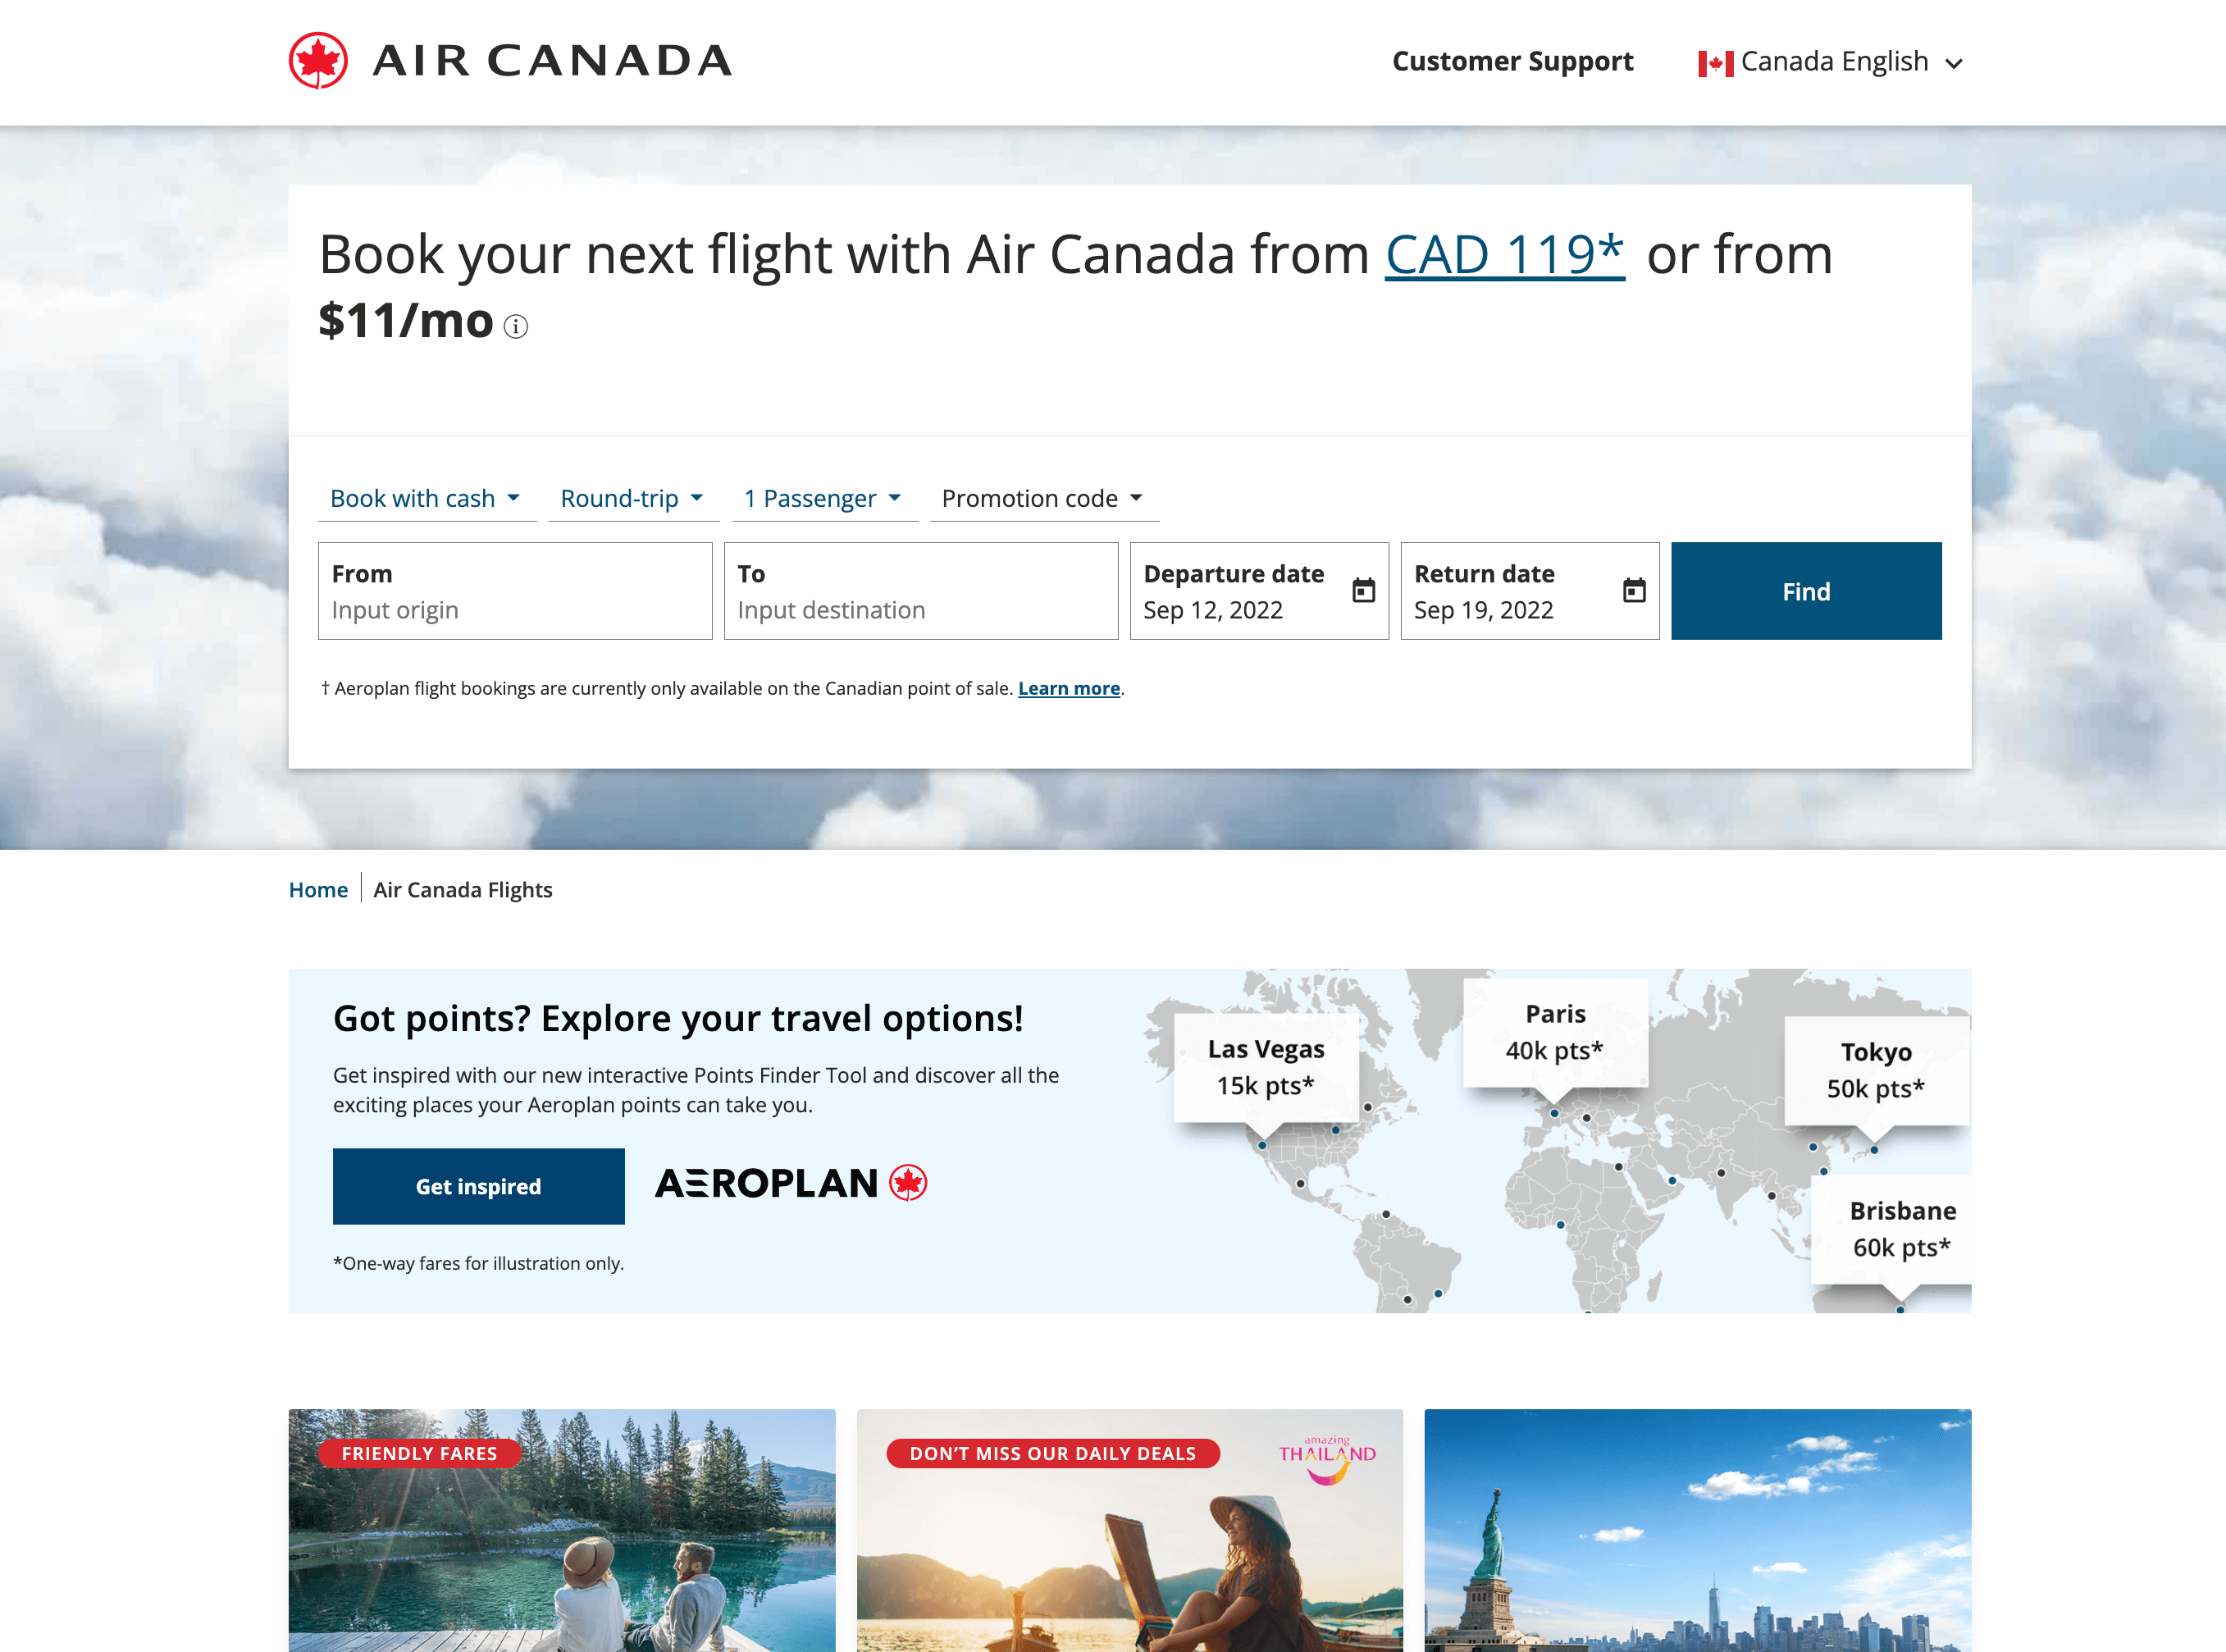 AIR CANADA
Customer Support
Canada English
Book your next flight with Air Canada from CAD 119* or from
$11/mo
Book with cash
Round-trip
1 Passenger
Promotion code
From
Input origin
To
Input destination
Departure date
Sep 12, 2022
Return date
Sep 19, 2022
Find
† Aeroplan flight bookings are currently only available on the Canadian point of sale. Learn more.
Home
Air Canada Flights
Got points? Explore your travel options!
Get inspired with our new interactive Points Finder Tool and discover all the
exciting places your Aeroplan points can take you.
Get inspired
AEROPLAN
*One-way fares for illustration only.
Las Vegas
15k pts*
Paris
40k pts*
Tokyo
50k pts*
Brisbane
60k pts*
FRIENDLY FARES
DON'T MISS OUR DAILY DEALS
amazing
THAILAND